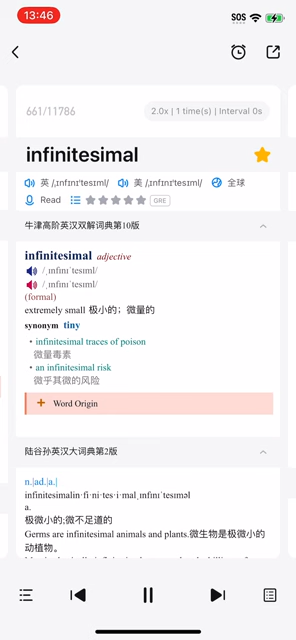 13:46
SOS
661/11786
2.0x | 1 time(s) | Interval 0s
infinitesimal
英 /ˌɪnfɪnɪˈtesɪml/ 美 /ˌɪnfɪnɪˈtesɪml/ 全球
Read GRE
牛津高阶英汉双解词典第10版
infinitesimal adjective
/ˌɪnfɪnɪˈtesɪml/
/ˌɪnfɪnɪˈtesɪml/
(formal)
extremely small 极小的；微量的
synonym tiny
• infinitesimal traces of poison
微量毒素
• an infinitesimal risk
微乎其微的风险
+ Word Origin
陆谷孙英汉大词典第2版
n.|ad.|a.|
infinitesimalin·fi·ni·tes·i·mal ˌɪnfɪnɪˈtesɪməl
a.
极微小的;微不足道的
Germs are infinitesimal animals and plants.微生物是极微小的
动植物。